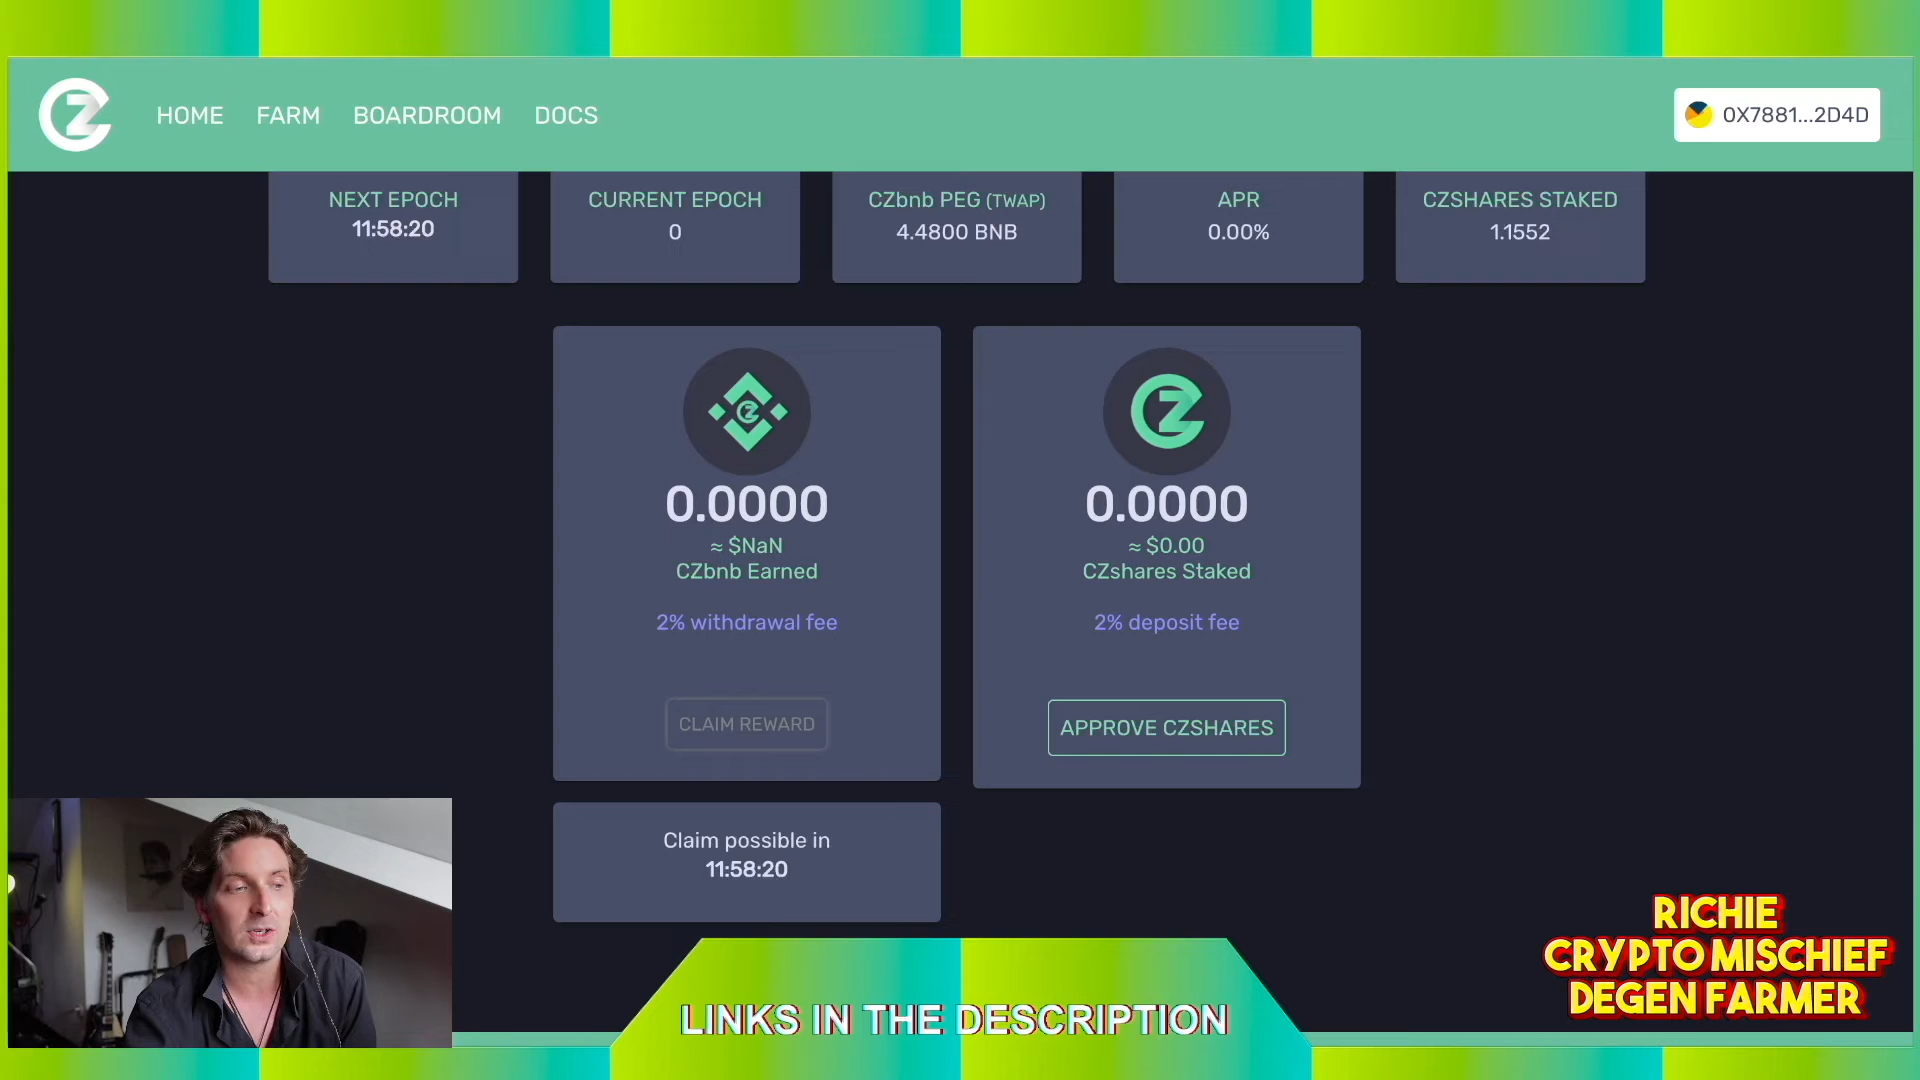 HOME FARM BOARDROOM DOCS
0X7881...2D4D
NEXT EPOCH
11:58:20
CURRENT EPOCH
0
CZbnb PEG (TWAP)
4.4800 BNB
APR
0.00%
CZSHARES STAKED
1.1552
0.0000
≈ $NaN
CZbnb Earned
2% withdrawal fee
CLAIM REWARD
0.0000
≈ $0.00
CZshares Staked
2% deposit fee
APPROVE CZSHARES
Claim possible in
11:58:20
RICHIE
CRYPTO MISCHIEF
DEGEN FARMER
LINKS IN THE DESCRIPTION